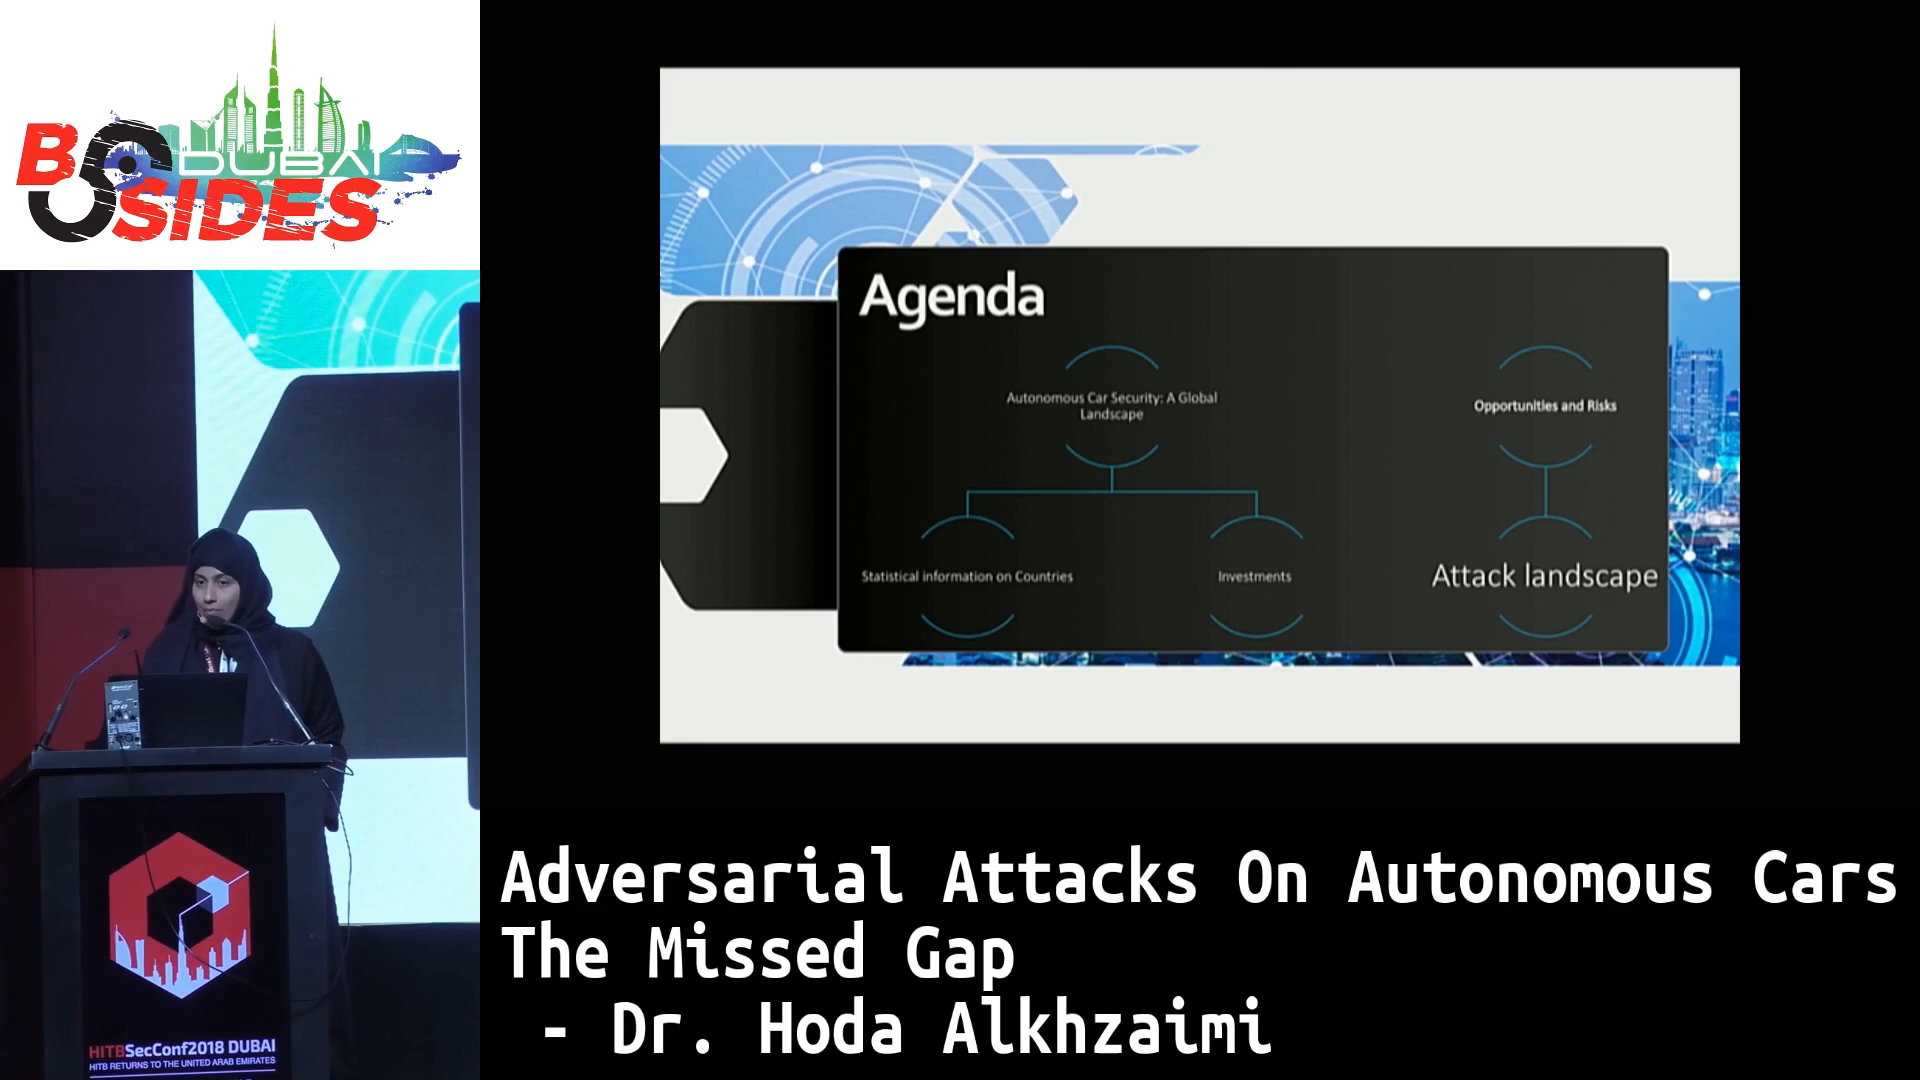 BSIDES
DUBAI
Agenda
Autonomous Car Security: A Global
Landscape
Opportunities and Risks
Statistical information on Countries
Investments
Attack landscape
Adversarial Attacks On Autonomous Cars
The Missed Gap
- Dr. Hoda Alkhzaimi
HITBSecConf2018 DUBAI
HITB RETURNS TO THE UNITED ARAB EMIRATES